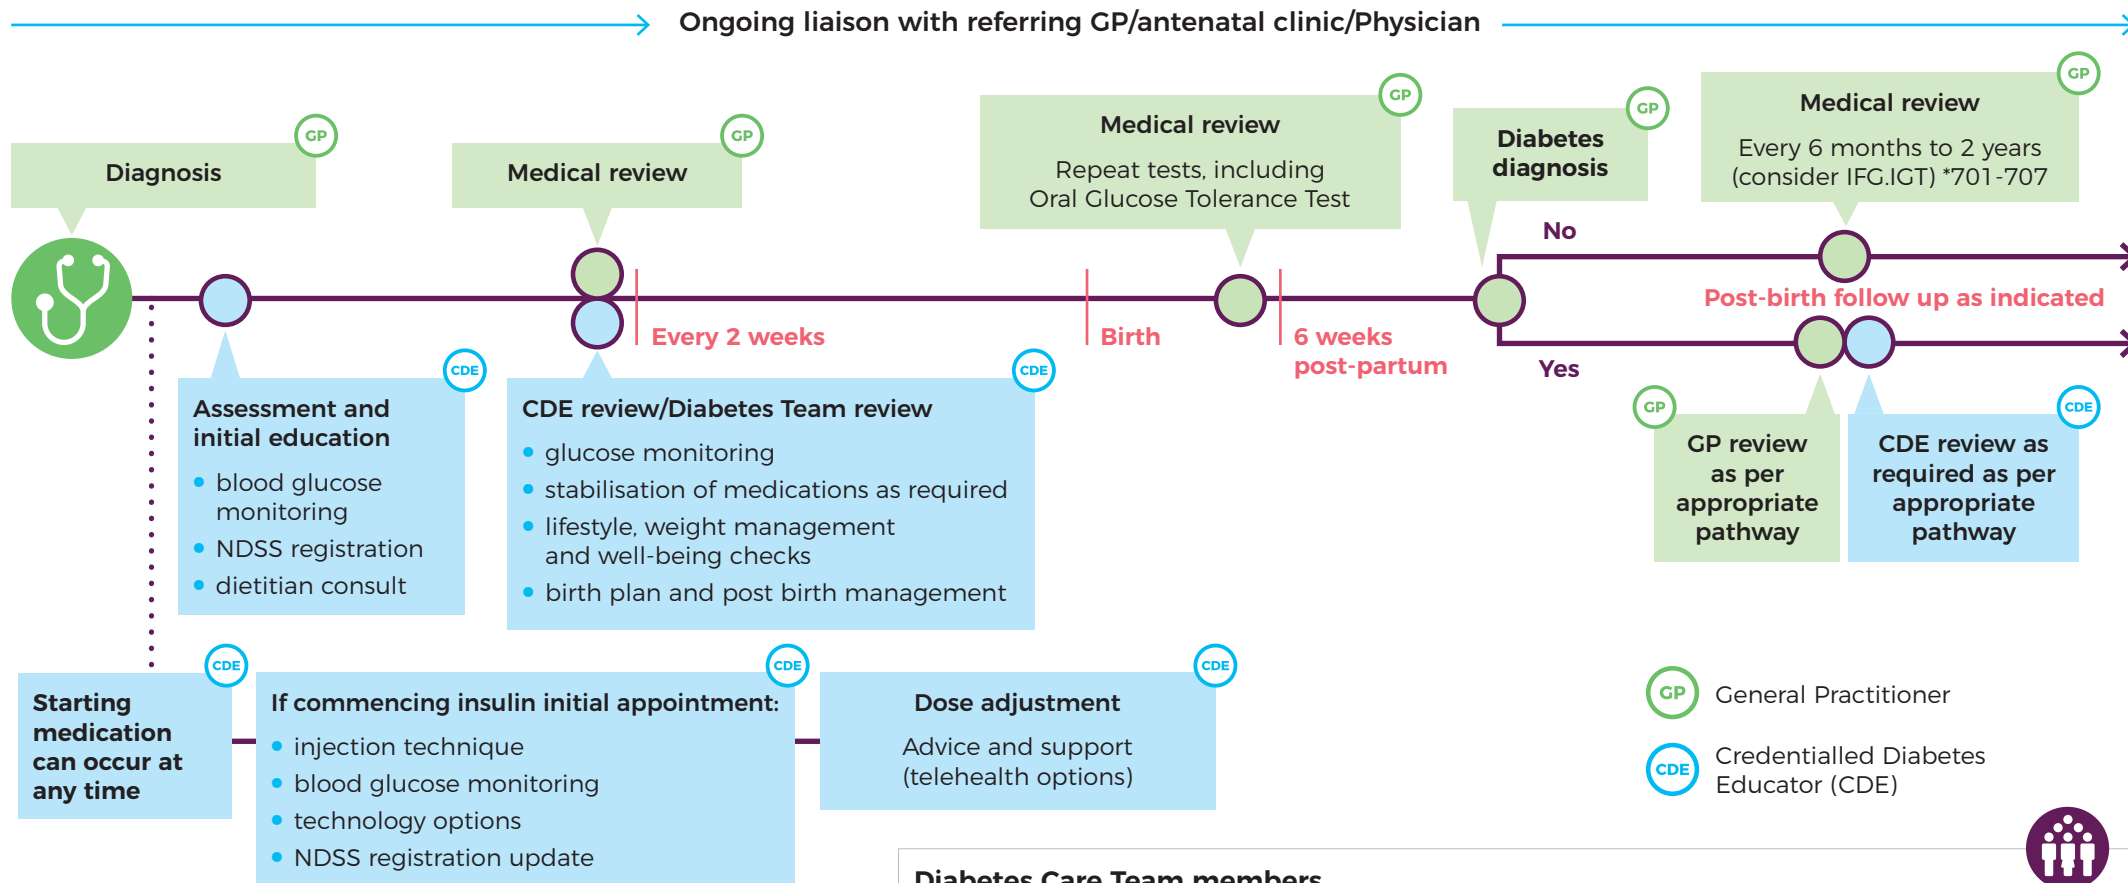 Ongoing liaison with referring GP/antenatal clinic/Physician
GP
Diagnosis
GP
Medical review
GP
Medical review
Repeat tests, including
Oral Glucose Tolerance Test
GP
Diabetes
diagnosis
GP
Medical review
Every 6 months to 2 years
(consider IFG.IGT) *701-707
No
Post-birth follow up as indicated
Every 2 weeks
Birth
6 weeks
post-partum
Yes
CDE
Assessment and
initial education
• blood glucose
monitoring
• NDSS registration
• dietitian consult
CDE
CDE review/Diabetes Team review
• glucose monitoring
• stabilisation of medications as required
• lifestyle, weight management
and well-being checks
• birth plan and post birth management
GP
GP review
as per
appropriate
pathway
CDE
CDE review as
required as per
appropriate
pathway
CDE
Starting
medication
can occur at
any time
CDE
If commencing insulin initial appointment:
• injection technique
• blood glucose monitoring
• technology options
• NDSS registration update
CDE
Dose adjustment
Advice and support
(telehealth options)
GP General Practitioner
CDE Credentialled Diabetes
Educator (CDE)
Diabetes Care Team members